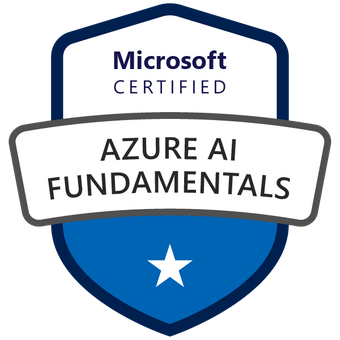 Microsoft
CERTIFIED
AZURE AI
FUNDAMENTALS